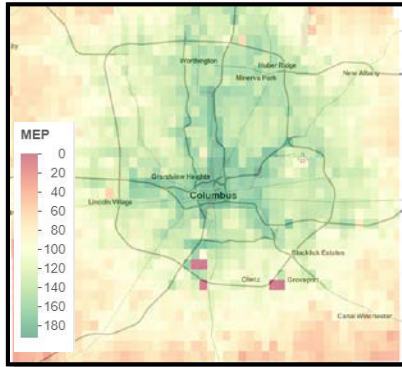 Worthington
Huber Ridge
Minerva Park
New Albany
MEP
0
20
40
60
80
100
120
140
160
180
Grandview Heights
Columbus
Lincoln Village
Blacklick Estates
Obetz
Groveport
Canal Winchester